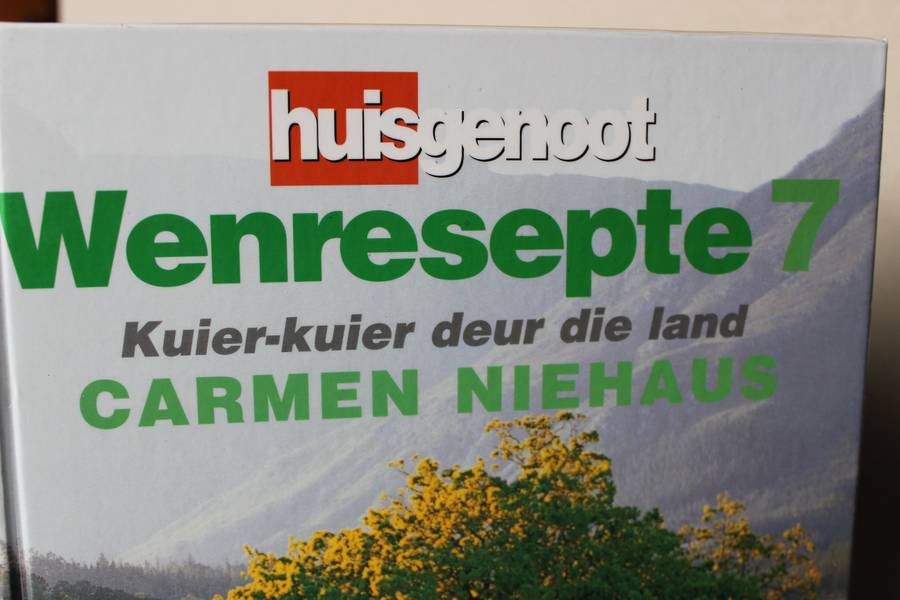 huisgenoot
Wenresepte 7
Kuier-kuier deur die land
CARMEN NIEHAUS